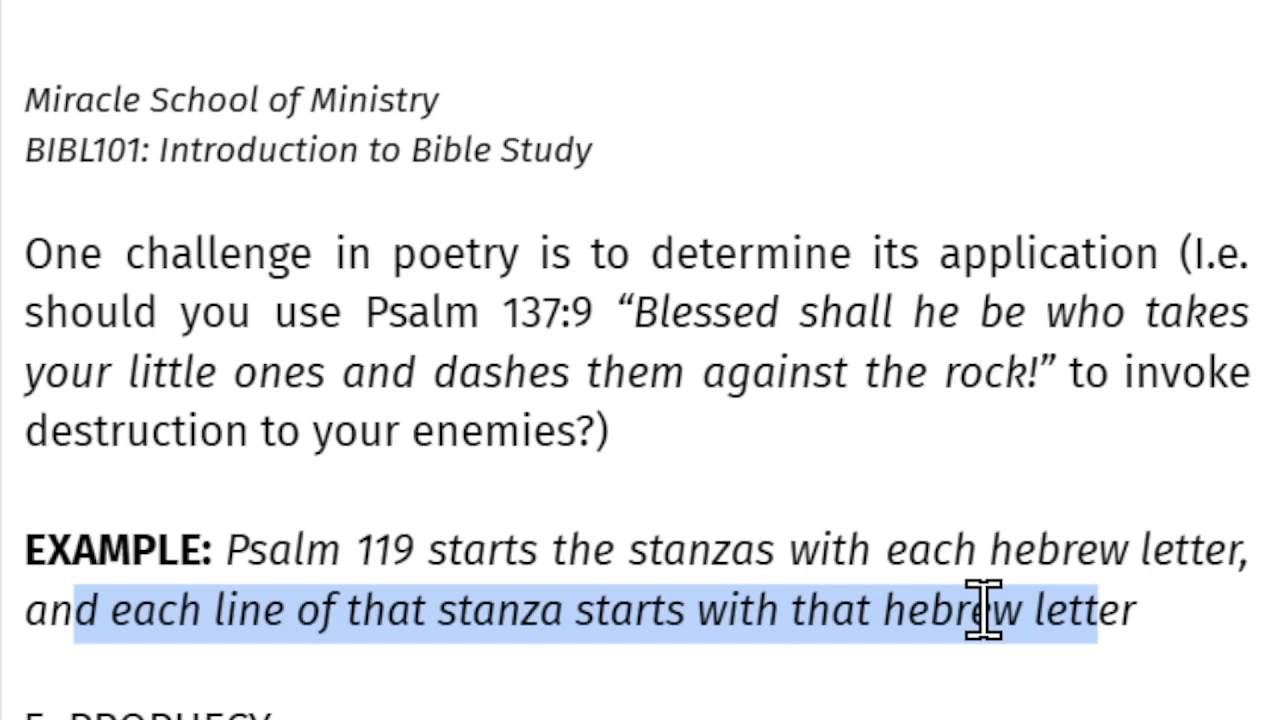 Miracle School of Ministry
BIBL101: Introduction to Bible Study
One challenge in poetry is to determine its application (I.e.
should you use Psalm 137:9 “Blessed shall he be who takes
your little ones and dashes them against the rock!” to invoke
destruction to your enemies?)
EXAMPLE: Psalm 119 starts the stanzas with each hebrew letter,
and each line of that stanza starts with that hebrew letter
PROPHECY